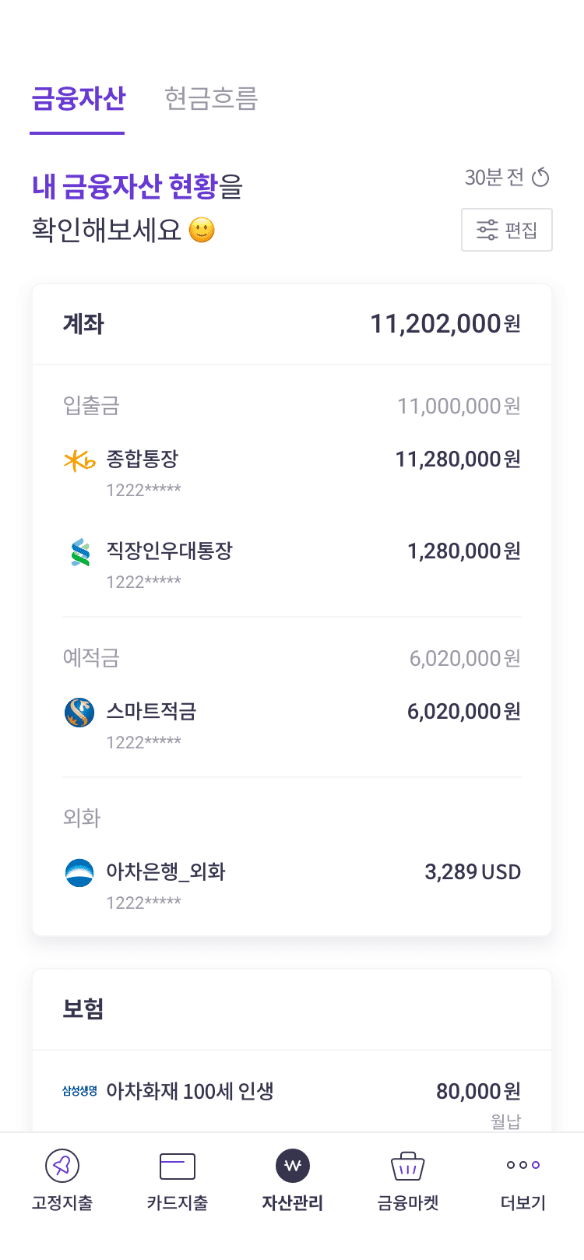 금융자산 현금흐름
내 금융자산 현황을
30분 전
확인해보세요
편집
계좌 11,202,000원
입출금 11,000,000원
종합통장 11,280,000원
1222*****
직장인우대통장 1,280,000원
1222*****
예적금 6,020,000원
스마트적금 6,020,000원
1222*****
외화
아차은행_외화 3,289 USD
1222*****
보험
삼성생명 아차화재 100세 인생 80,000원
월납
고정지출 카드지출 자산관리 금융마켓 더보기